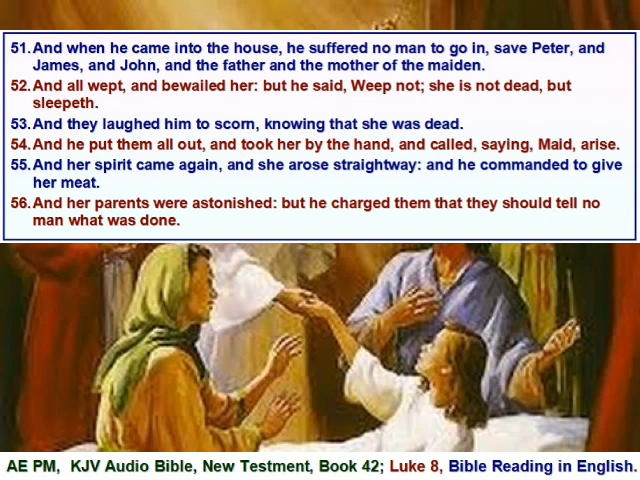 51. And when he came into the house, he suffered no man to go in, save Peter, and
James, and John, and the father and the mother of the maiden.
52. And all wept, and bewailed her: but he said, Weep not; she is not dead, but
sleepeth.
53. And they laughed him to scorn, knowing that she was dead.
54. And he put them all out, and took her by the hand, and called, saying, Maid, arise.
55. And her spirit came again, and she arose straightway: and he commanded to give
her meat.
56. And her parents were astonished: but he charged them that they should tell no
man what was done.
AE PM, KJV Audio Bible, New Testment, Book 42; Luke 8, Bible Reading in English.